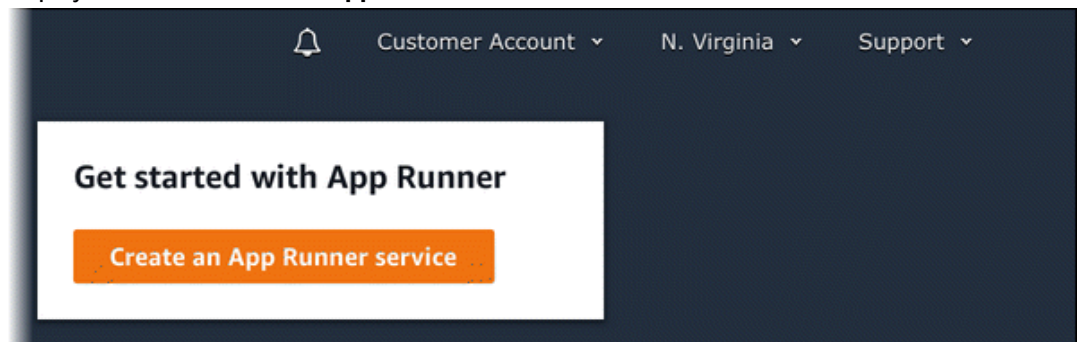 Customer Account N. Virginia Support
Get started with App Runner
Create an App Runner service